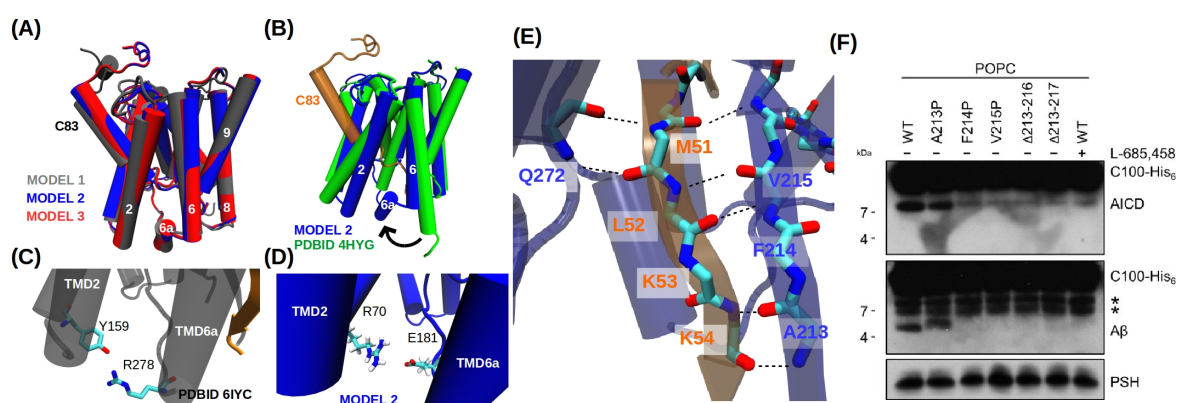 (A)
C83
MODEL 1
MODEL 2
MODEL 3
2
6a
6
9
8
(B)
C83
2
6
6a
MODEL 2
PDBID 4HYG
(C)
TMD2
Y159
R278
TMD6a
PDBID 6IYC
(D)
TMD2
R70
E181
TMD6a
MODEL 2
(E)
M51
Q272
V215
L52
F214
K53
A213
K54
(F)
POPC
WT
A213P
F214P
V215P
Δ213-216
Δ213-217
WT
kDa
– – – – – – + L-685,458
C100-His6
AICD
7 -
4 -
C100-His6
*
*
7 -
Aβ
4 -
PSH